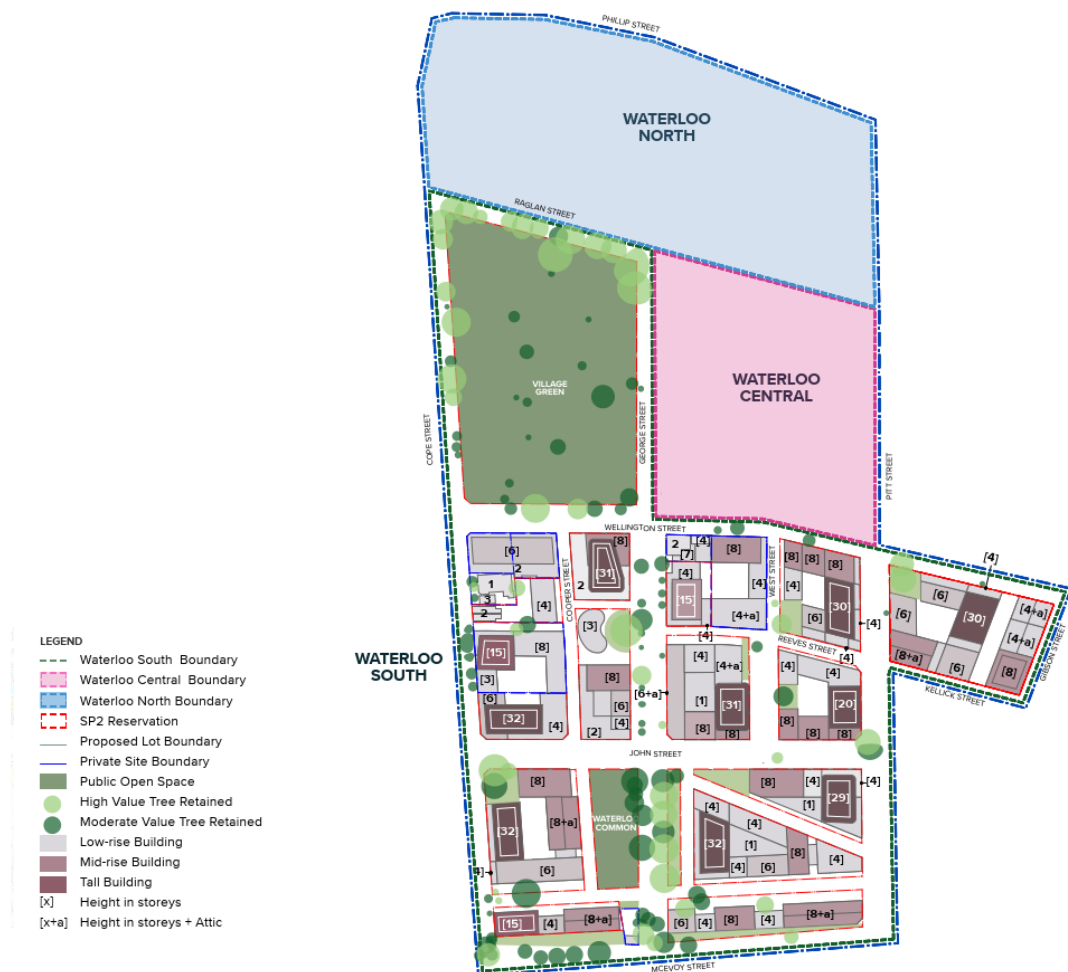 PHILLIP STREET
WATERLOO
NORTH
RAGLAN STREET
VILLAGE
GREEN
WATERLOO
CENTRAL
COPE STREET
GEORGE STREET
PITT STREET
WELLINGTON STREET
[6]
2
1
3
2
[4]
COOPER STREET
[8]
[31]
2
[3]
2
[4]
[7]
[8]
[4]
[15]
[4]
[4+a]
[4]
WEST STREET
[8]
[8]
[8]
[4]
[30]
[6]
[4]
[4]
REEVES STREET
[4]
[6]
[30]
[4+a]
[6]
[4+a]
[8+a]
[6]
[8]
GIBSON STREET
KELLICK STREET
WATERLOO
SOUTH
[15]
[8]
[3]
[6]
[32]
[4]
[8]
[6]
[4]
[2]
[6+a]
[4]
[4+a]
[1]
[31]
[8]
[8]
[4]
[20]
[8]
[8]
[8]
JOHN STREET
[8]
[32]
[8+a]
[6]
WATERLO
COMMON
[8]
[4]
[4]
[29]
[1]
[4]
[4]
[32]
[1]
[8]
[4]
[4]
[6]
[15]
[4]
[8+a]
[6]
[4]
[8]
[4]
[8+a]
MCEVOY STREET
LEGEND
Waterloo South Boundary
Waterloo Central Boundary
Waterloo North Boundary
SP2 Reservation
Proposed Lot Boundary
Private Site Boundary
Public Open Space
High Value Tree Retained
Moderate Value Tree Retained
Low-rise Building
Mid-rise Building
Tall Building
[x] Height in storeys
[x+a] Height in storeys + Attic